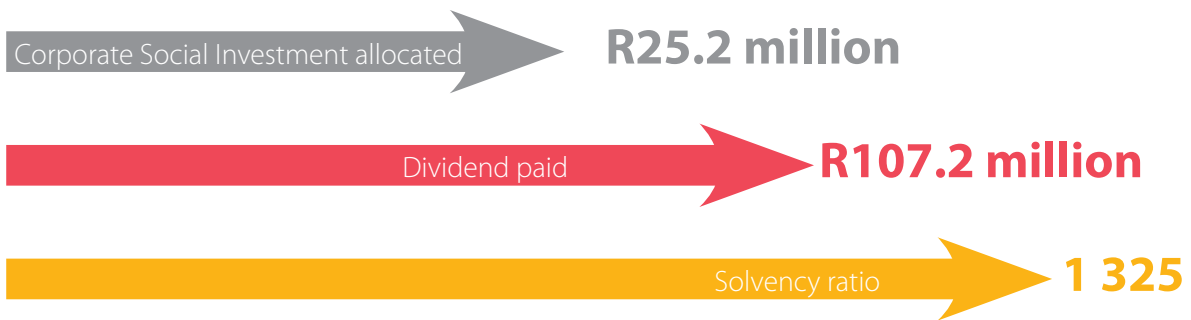 Corporate Social Investment allocated R25.2 million
Dividend paid R107.2 million
Solvency ratio 1 325